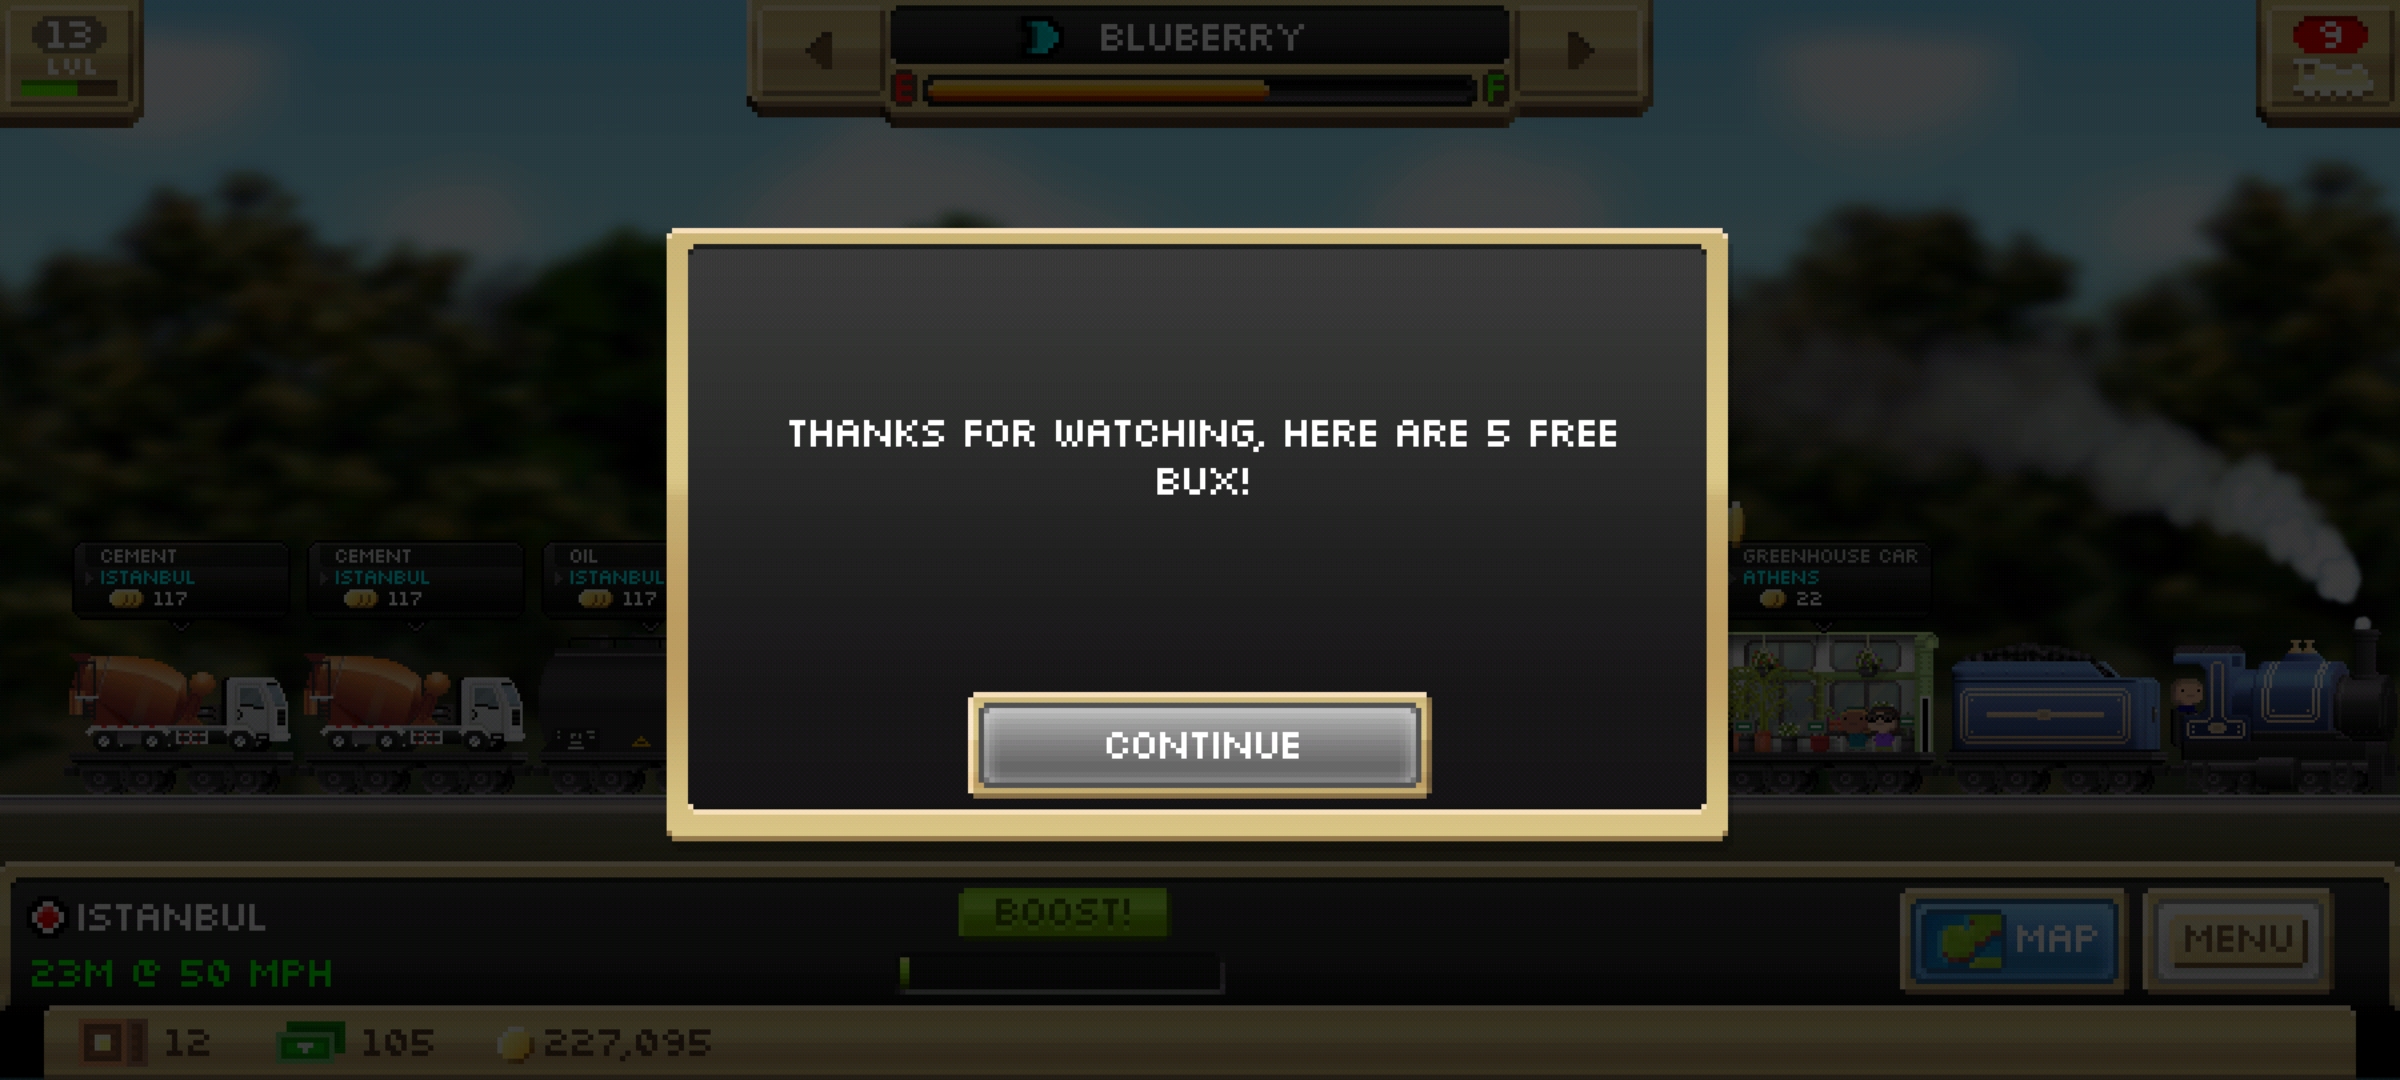 13
LVL
BLUBERRY
E F
9
THANKS FOR WATCHING, HERE ARE 5 FREE
BUX!
CONTINUE
CEMENT
ISTANBUL
117
CEMENT
ISTANBUL
117
OIL
ISTANBUL
117
GREENHOUSE CAR
ATHENS
22
ISTANBUL
23M @ 50 MPH
BOOST!
MAP
MENU
12 105 227,095